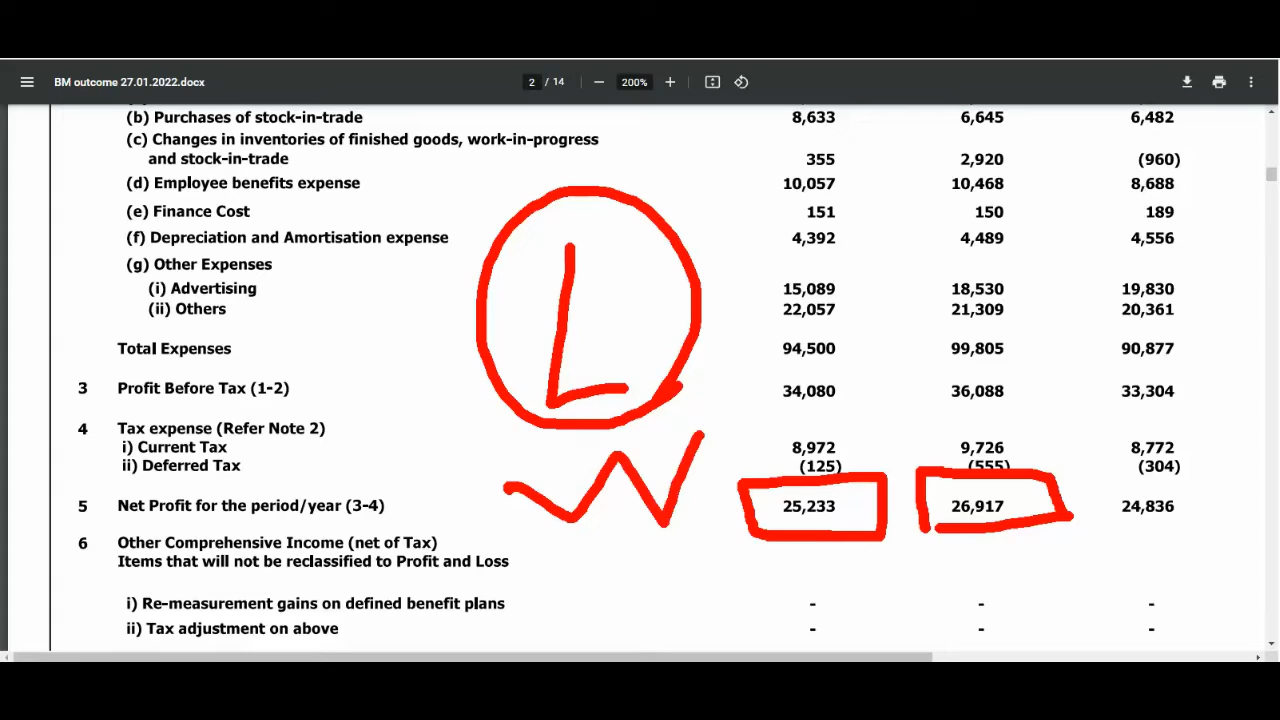 BM outcome 27.01.2022.docx 2 / 14 200%
(b) Purchases of stock-in-trade 8,633 6,645 6,482
(c) Changes in inventories of finished goods, work-in-progress
and stock-in-trade 355 2,920 (960)
(d) Employee benefits expense 10,057 10,468 8,688
(e) Finance Cost 151 150 189
(f) Depreciation and Amortisation expense 4,392 4,489 4,556
(g) Other Expenses
(i) Advertising 15,089 18,530 19,830
(ii) Others 22,057 21,309 20,361
L
Total Expenses 94,500 99,805 90,877
3 Profit Before Tax (1-2) 34,080 36,088 33,304
4 Tax expense (Refer Note 2)
i) Current Tax 8,972 9,726 8,772
ii) Deferred Tax (125) (555) (304)
W
5 Net Profit for the period/year (3-4) 25,233 26,917 24,836
6 Other Comprehensive Income (net of Tax)
Items that will not be reclassified to Profit and Loss
i) Re-measurement gains on defined benefit plans - - -
ii) Tax adjustment on above - - -